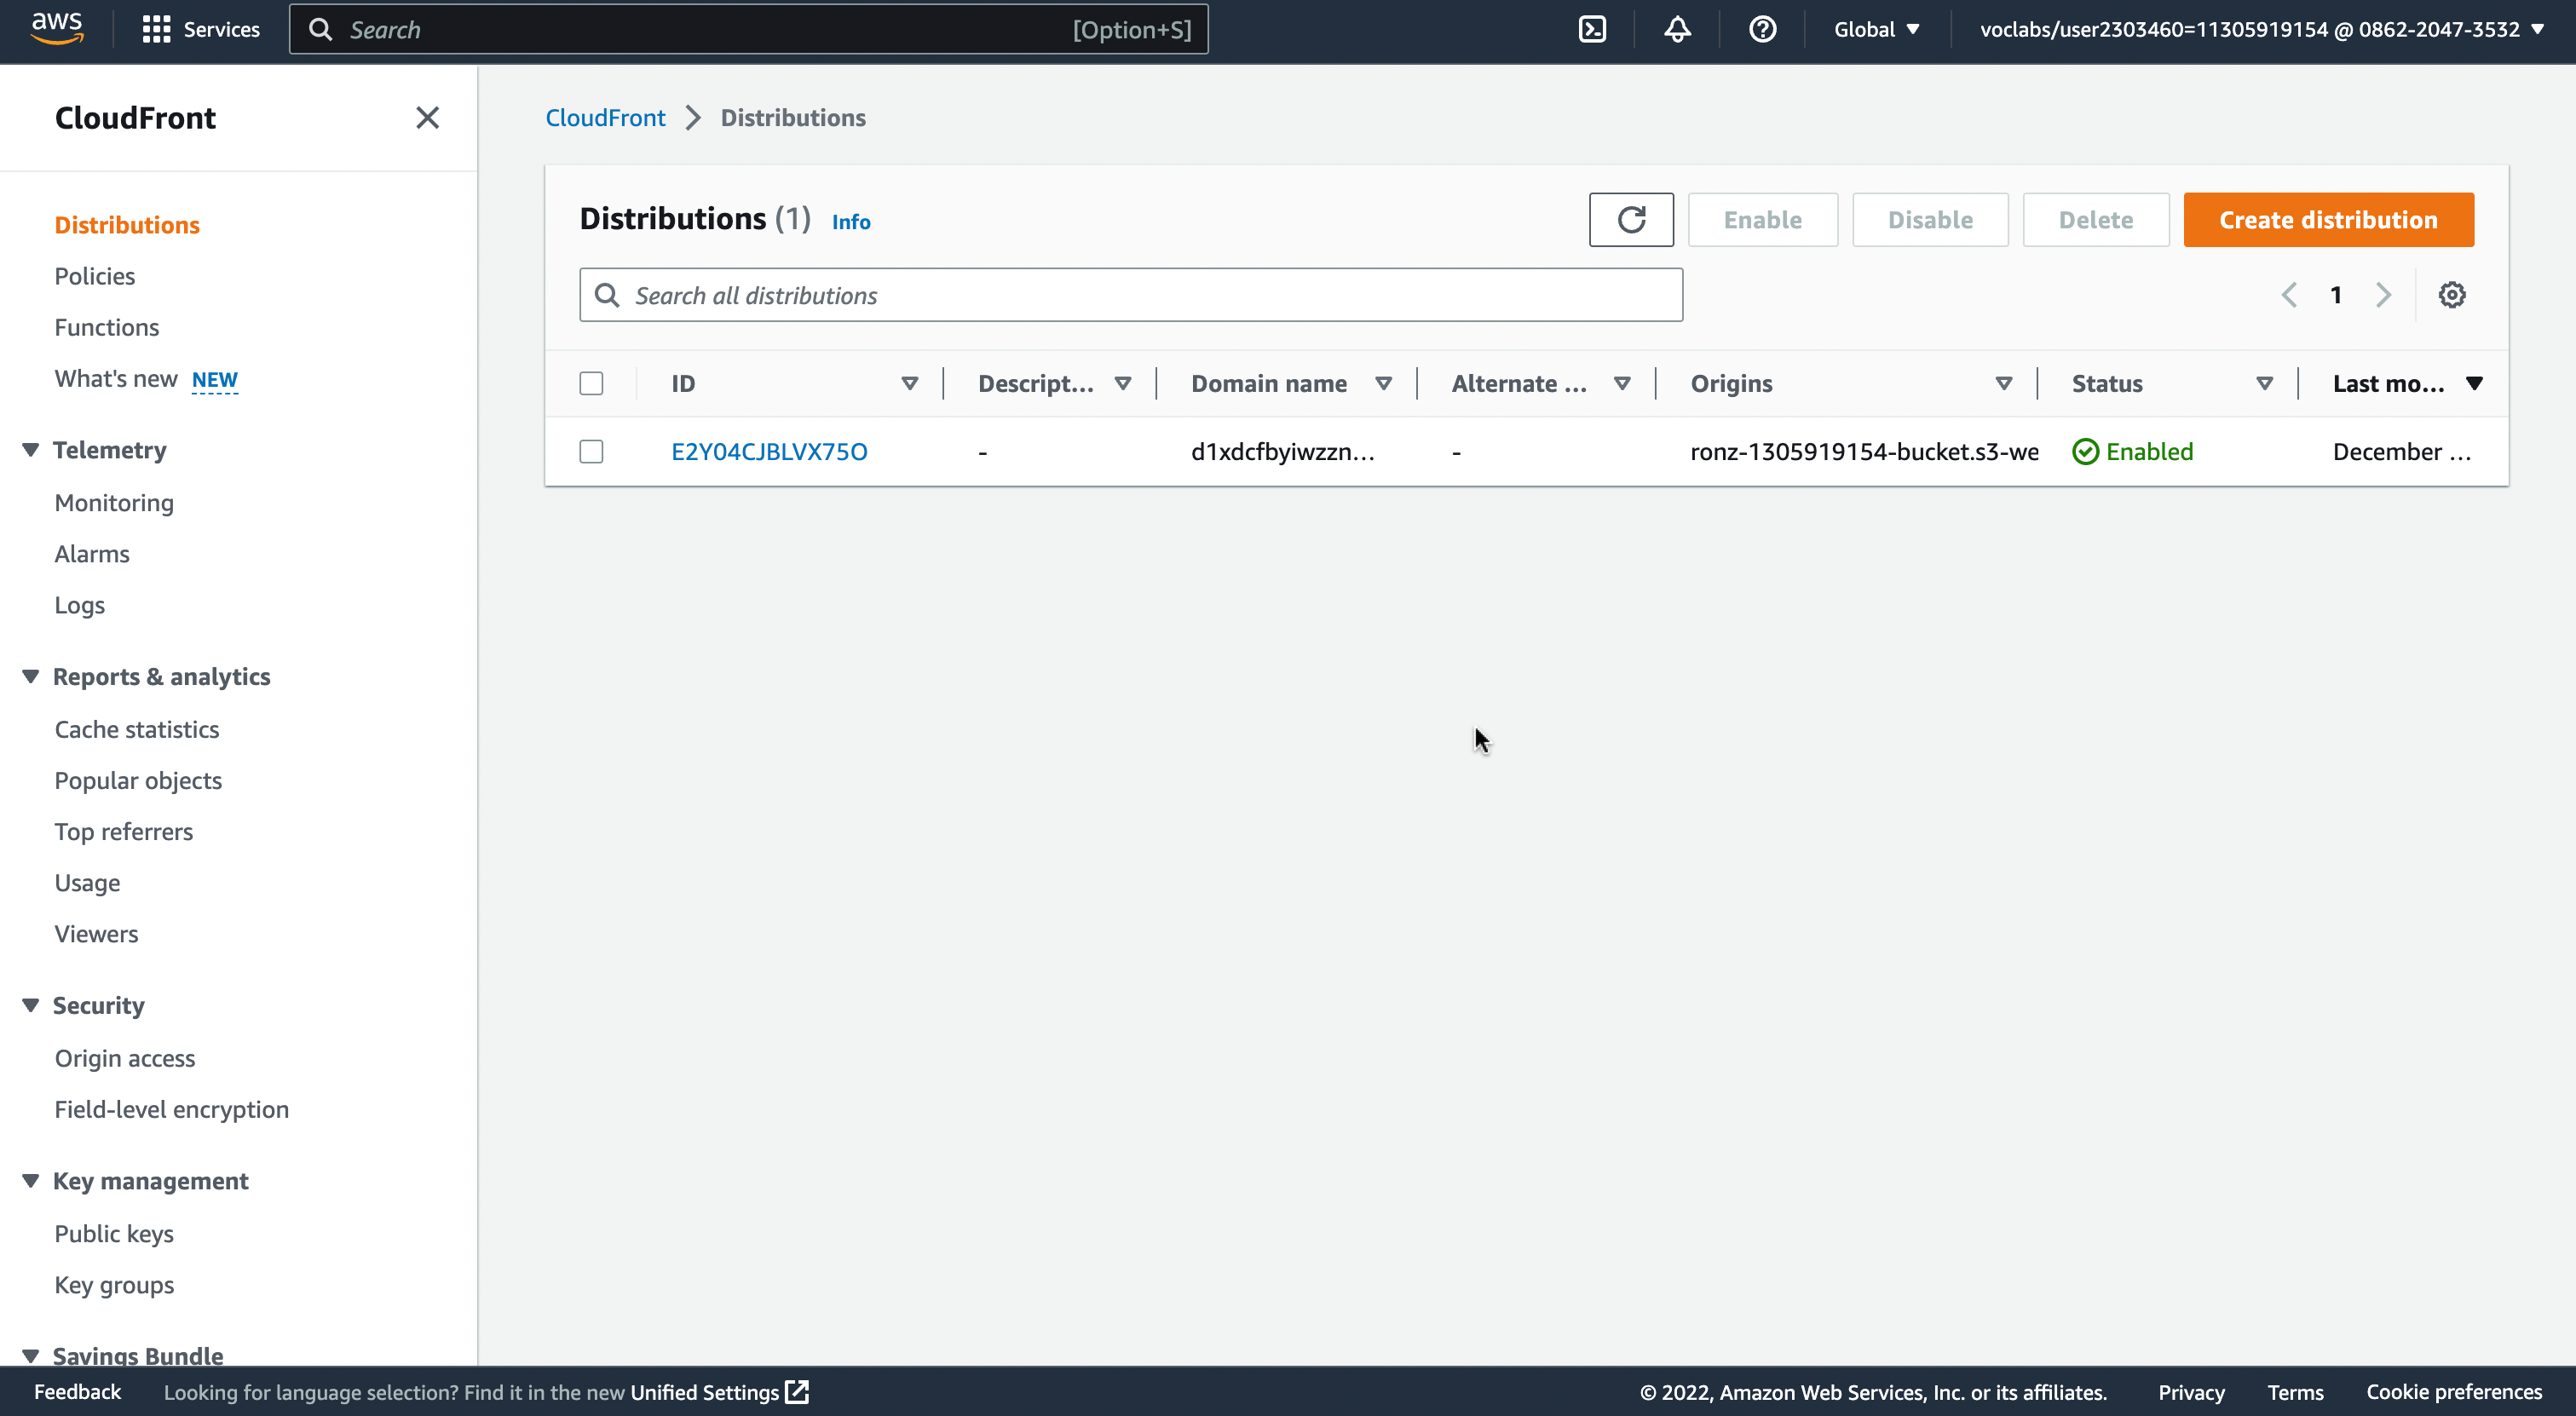 aws
Services
Search [Option+S]
Global
voclabs/user2303460=11305919154 @ 0862-2047-3532
CloudFront
Distributions
Policies
Functions
What's new NEW
Telemetry
Monitoring
Alarms
Logs
Reports & analytics
Cache statistics
Popular objects
Top referrers
Usage
Viewers
Security
Origin access
Field-level encryption
Key management
Public keys
Key groups
Savings Bundle
CloudFront Distributions
Distributions (1) Info
Enable Disable Delete Create distribution
Search all distributions
1
ID Descript... Domain name Alternate ... Origins Status Last mo...
E2Y04CJBLVX75O - d1xdcfbyiwzzn... - ronz-1305919154-bucket.s3-we Enabled December ...
Feedback Looking for language selection? Find it in the new Unified Settings © 2022, Amazon Web Services, Inc. or its affiliates. Privacy Terms Cookie preferences